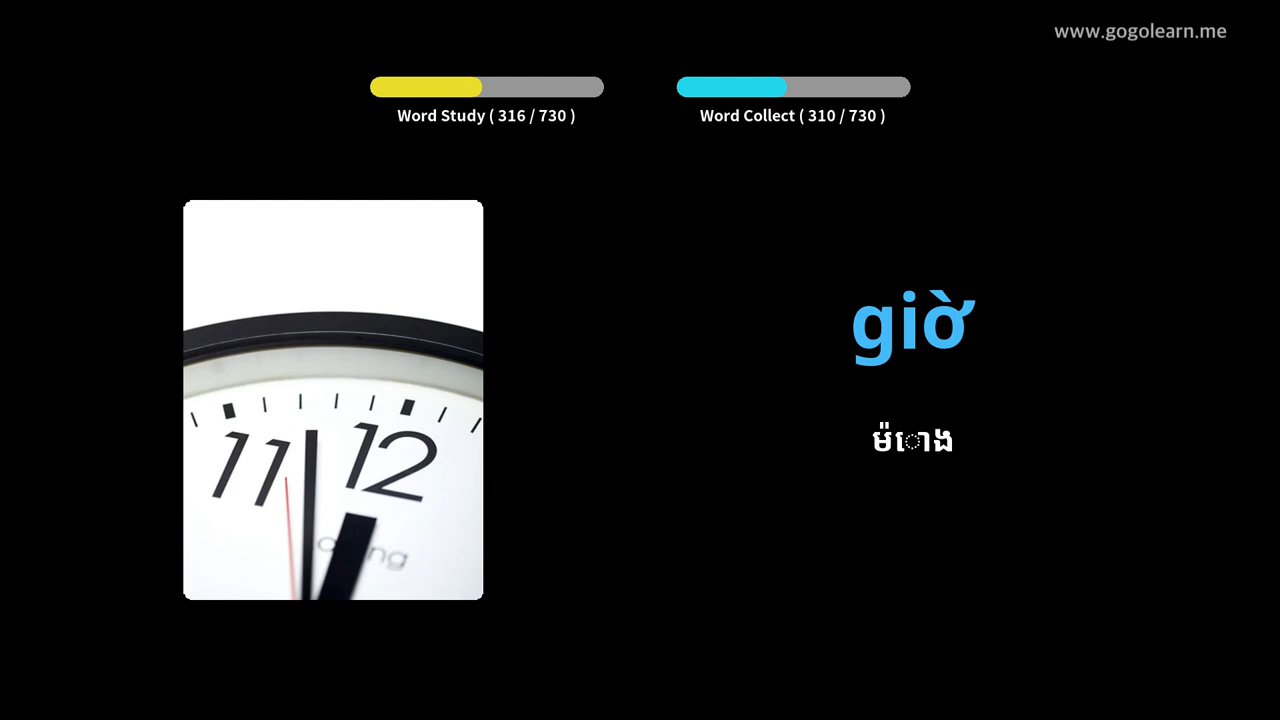 www.gogolearn.me
Word Study ( 316 / 730 )
Word Collect ( 310 / 730 )
giờ
ម៉ោង
11
12